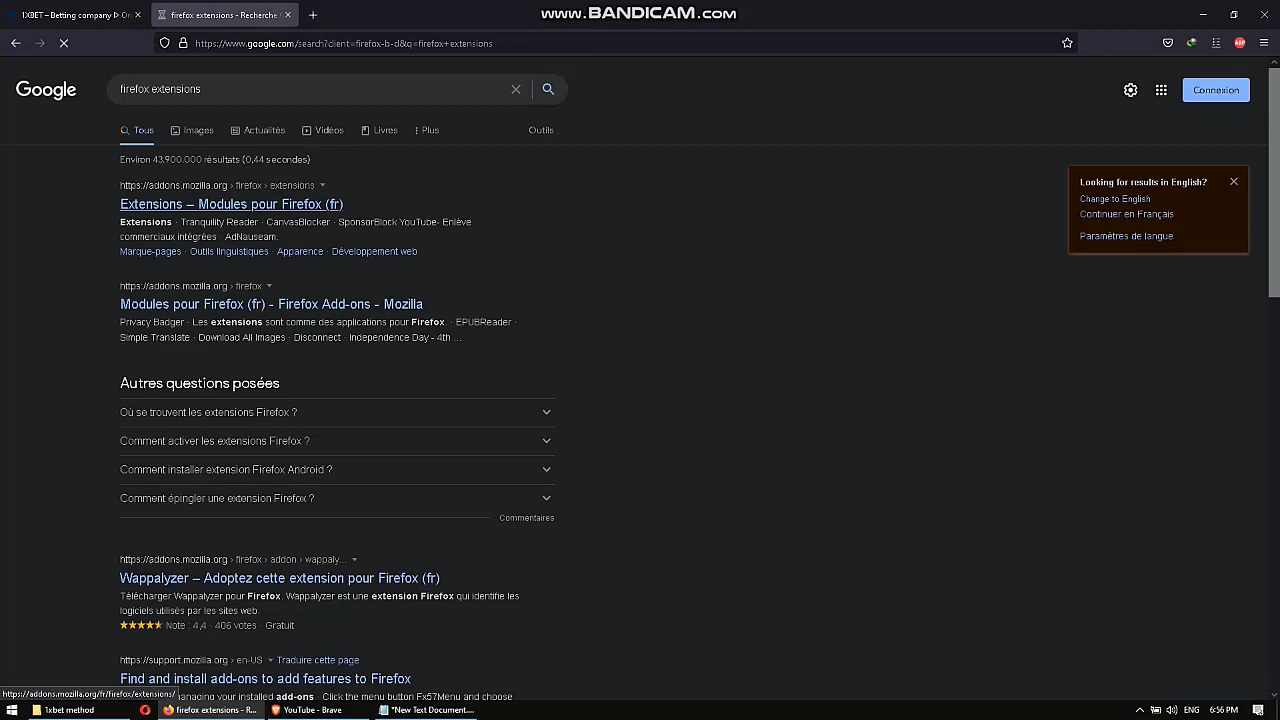 1XBET – Betting company ᐈ On
firefox extensions - Recherche G
www.BANDICAM.com
https://www.google.com/search?client=firefox-b-d&q=firefox+extensions
Google
firefox extensions
Connexion
Tous
Images
Actualités
Vidéos
Livres
Plus
Outils
Environ 43.900.000 résultats (0,44 secondes)
Looking for results in English?
Change to English
Continuer en Français
Paramètres de langue
https://addons.mozilla.org › firefox › extensions
Extensions – Modules pour Firefox (fr)
Extensions · Tranquility Reader · CanvasBlocker · SponsorBlock YouTube- Enlève
commerciaux intégrées · AdNauseam.
Marque-pages · Outils linguistiques · Apparence · Développement web
https://addons.mozilla.org › firefox
Modules pour Firefox (fr) - Firefox Add-ons - Mozilla
Privacy Badger · Les extensions sont comme des applications pour Firefox. · EPUBReader ·
Simple Translate · Download All Images · Disconnect · Independence Day - 4th ...
Autres questions posées
Où se trouvent les extensions Firefox ?
Comment activer les extensions Firefox ?
Comment installer extension Firefox Android ?
Comment épingler une extension Firefox ?
Commentaires
https://addons.mozilla.org › firefox › addon › wappaly...
Wappalyzer – Adoptez cette extension pour Firefox (fr)
Télécharger Wappalyzer pour Firefox. Wappalyzer est une extension Firefox qui identifie les
logiciels utilisés par les sites web.
Note : 4,4 · 406 votes · Gratuit
https://support.mozilla.org › en-US
Traduire cette page
Find and install add-ons to add features to Firefox
managing your installed add-ons · Click the menu button Fx57Menu and choose
https://addons.mozilla.org/fr/firefox/extensions/
1xbet method
firefox extensions - R...
YouTube - Brave
*New Text Document....
ENG
6:56 PM